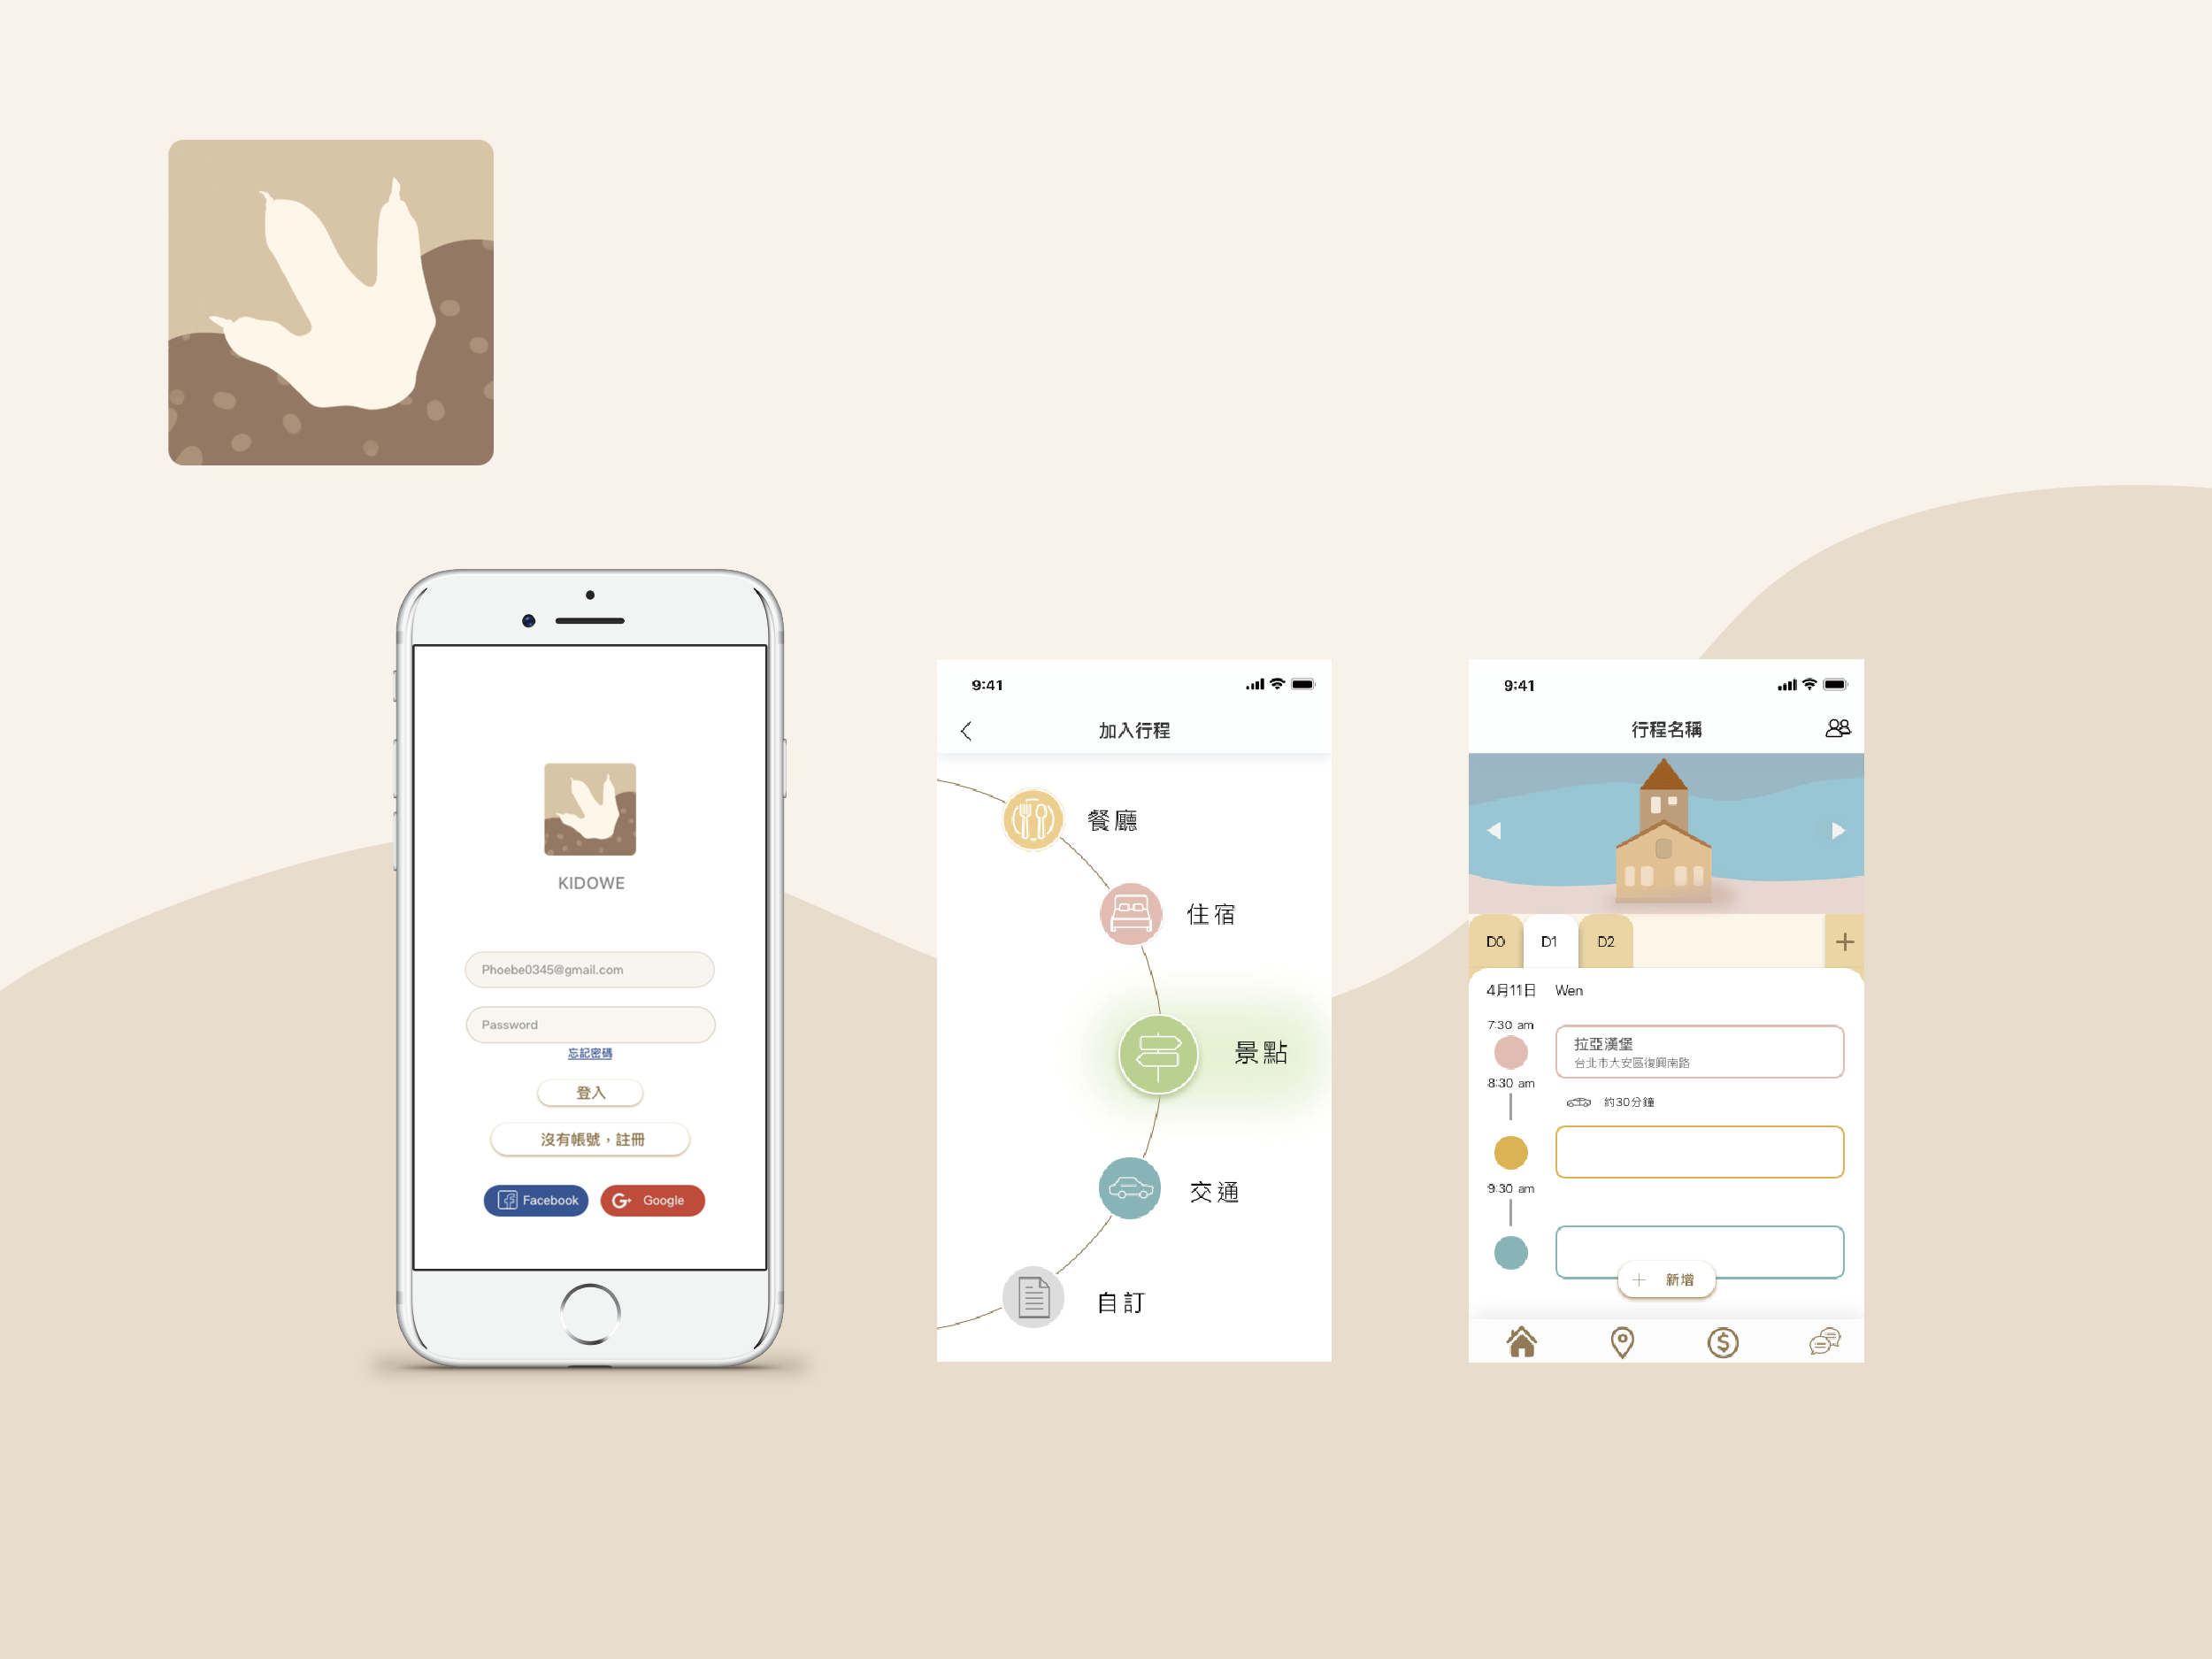 KIDOWE
Phoebe0345@gmail.com
Password
忘記密碼
登入
沒有帳號，註冊
Facebook
G+ Google
9:41
加入行程
餐廳
住宿
景點
交通
自訂
9:41
行程名稱
D0 D1 D2 +
4月11日 Wen
7:30 am
拉亞漢堡
台北市大安區復興南路
8:30 am
約30分鐘
9:30 am
+ 新增